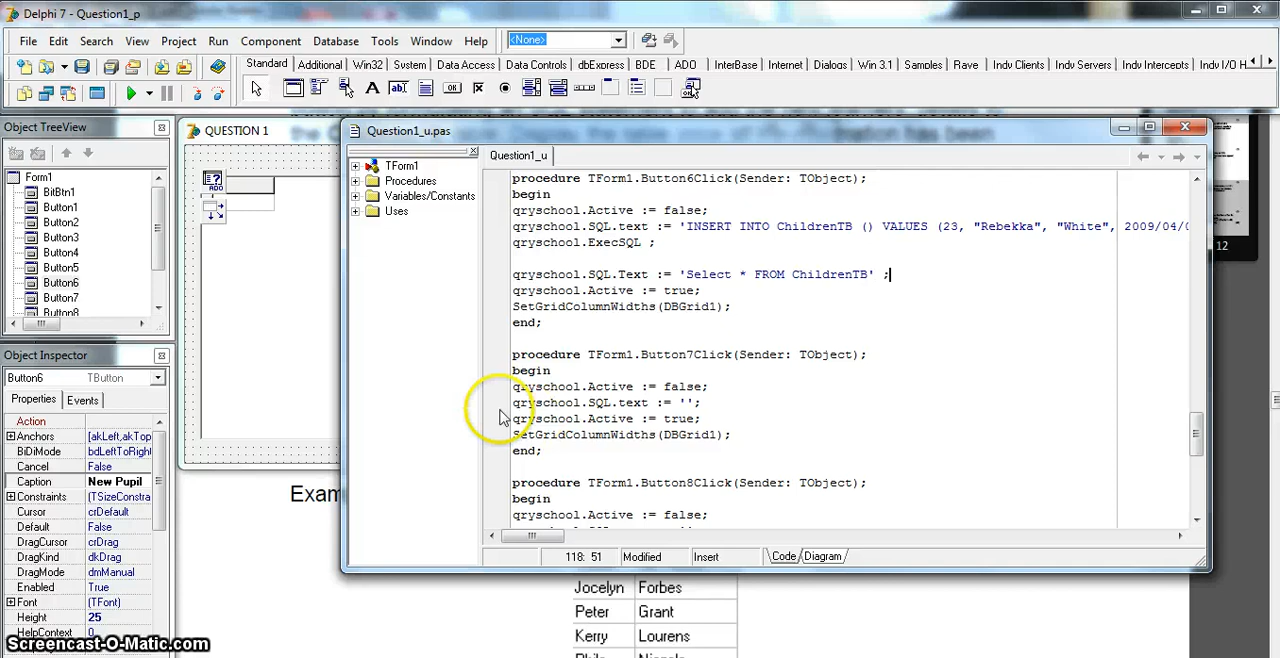 Delphi 7 - Question1_p
File Edit Search View Project Run Component Database Tools Window Help <None>
Standard Additional Win32 System Data Access Data Controls dbExpress BDE ADO InterBase Internet Dialogs Win 3.1 Samples Rave Indy Clients Indy Servers Indy Intercepts Indy I/O H
Object TreeView
Form1
BitBtn1
Button1
Button2
Button3
Button4
Button5
Button6
Button7
Button8
QUESTION 1
ADO
Question1_u.pas
TForm1
Procedures
Variables/Constants
Uses
Question1_u
procedure TForm1.Button6Click(Sender: TObject);
begin
qryschool.Active := false;
qryschool.SQL.text := 'INSERT INTO ChildrenTB () VALUES (23, "Rebekka", "White", 2009/04/0
qryschool.ExecSQL ;
qryschool.SQL.Text := 'Select * FROM ChildrenTB' ;
qryschool.Active := true;
SetGridColumnWidths(DBGrid1);
end;
procedure TForm1.Button7Click(Sender: TObject);
begin
qryschool.Active := false;
qryschool.SQL.text := '';
qryschool.Active := true;
SetGridColumnWidths(DBGrid1);
end;
procedure TForm1.Button8Click(Sender: TObject);
begin
qryschool.Active := false;
118: 51 Modified Insert Code Diagram
12
Object Inspector
Button6 TButton
Properties Events
Action
Anchors [akLeft,akTop
BiDiMode bdLeftToRight
Cancel False
Caption New Pupil
Constraints (TSizeConstra
Cursor crDefault
Default False
DragCursor crDrag
DragKind dkDrag
DragMode dmManual
Enabled True
Font (TFont)
Height 25
HelpContext 0
Exam
Jocelyn Forbes
Peter Grant
Kerry Lourens
Screencast-O-Matic.com